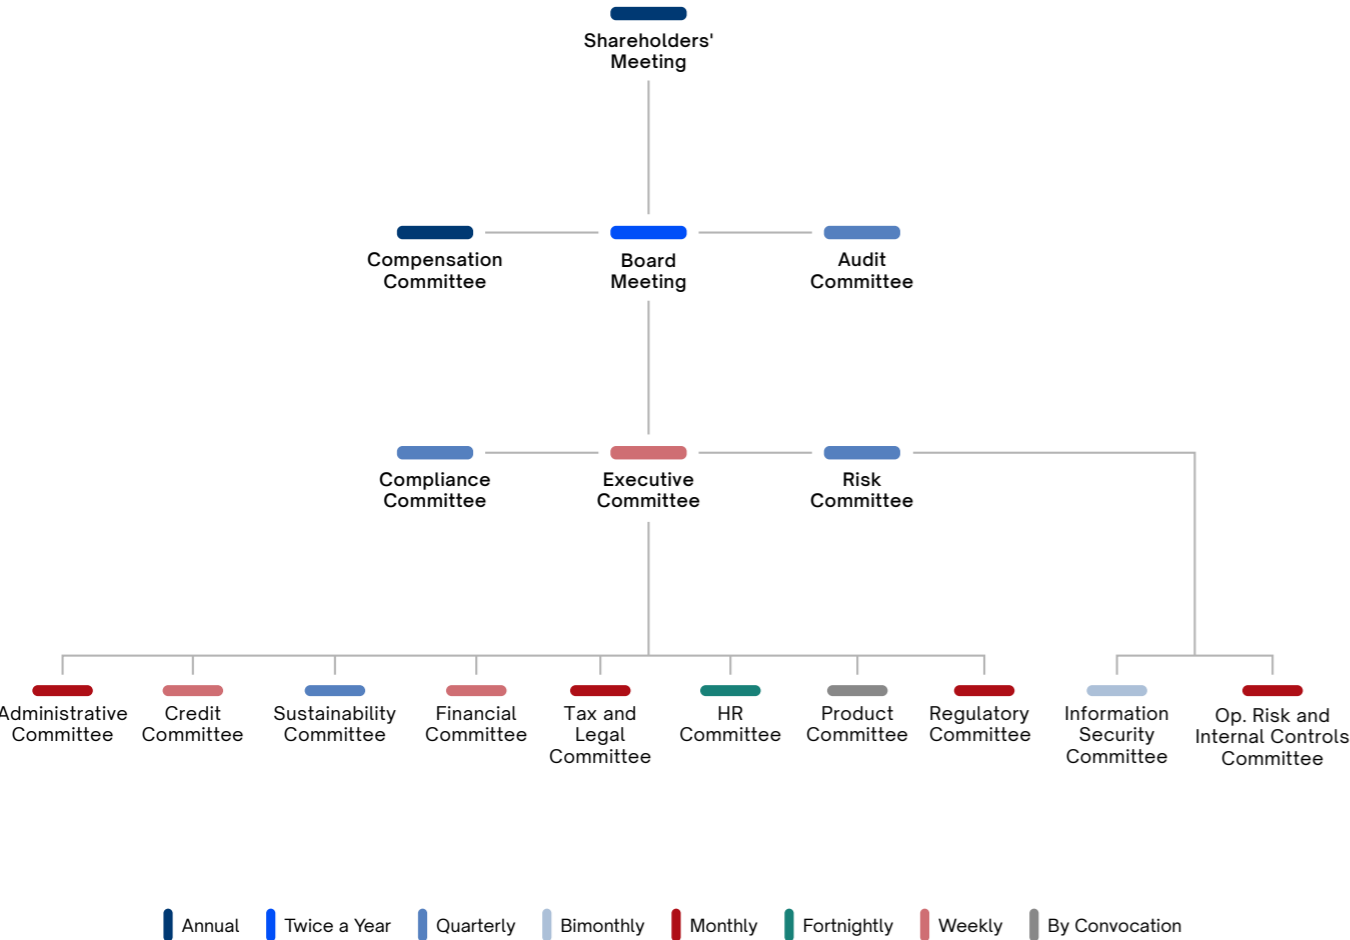 Shareholders'
Meeting
Compensation
Committee
Board
Meeting
Audit
Committee
Compliance
Committee
Executive
Committee
Risk
Committee
Administrative
Committee
Credit
Committee
Sustainability
Committee
Financial
Committee
Tax and
Legal
Committee
HR
Committee
Product
Committee
Regulatory
Committee
Information
Security
Committee
Op. Risk and
Internal Controls
Committee
Annual
Twice a Year
Quarterly
Bimonthly
Monthly
Fortnightly
Weekly
By Convocation